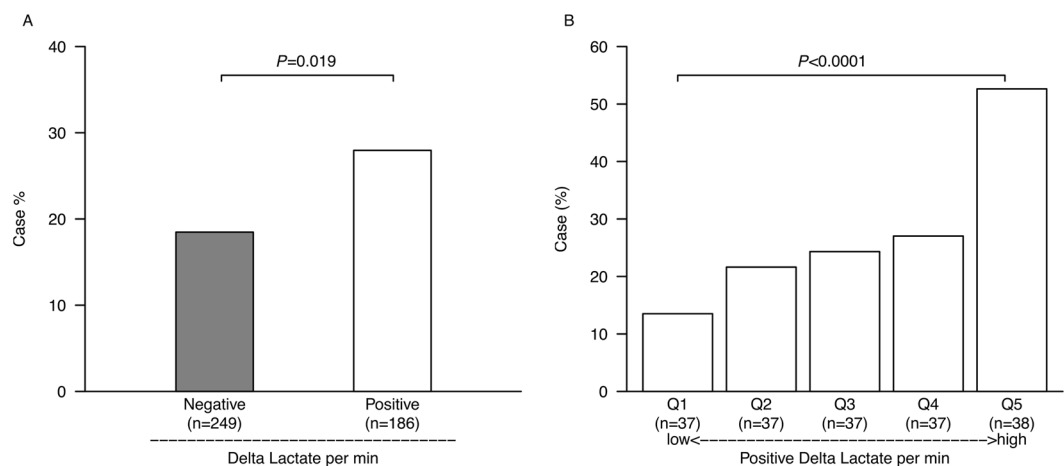 A
40
30
20
10
0
Case %
P=0.019
Negative
(n=249)
Positive
(n=186)
Delta Lactate per min
B
60
50
40
30
20
10
0
Case (%)
P<0.0001
Q1
(n=37)
Q2
(n=37)
Q3
(n=37)
Q4
(n=37)
Q5
(n=38)
low<------------------------------------>high
Positive Delta Lactate per min